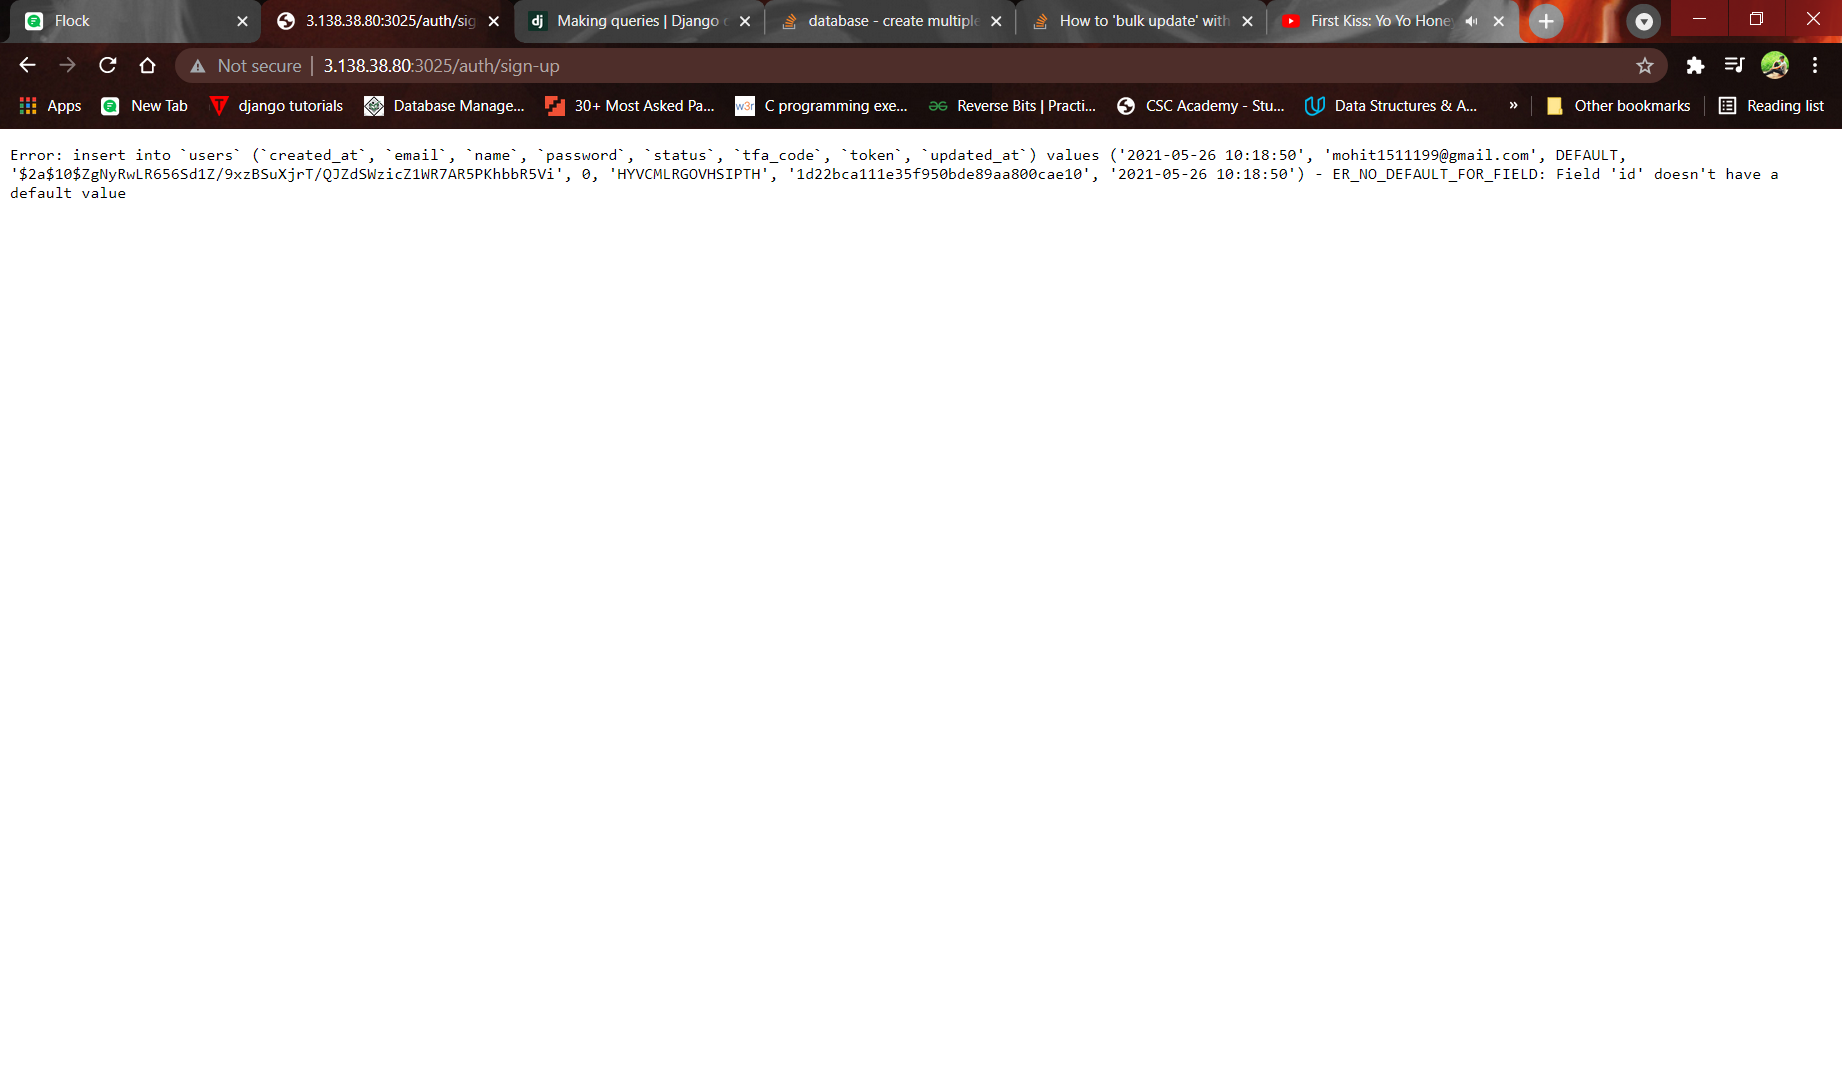 Flock
3.138.38.80:3025/auth/sig
Making queries | Django
database - create multiple
How to 'bulk update' with
First Kiss: Yo Yo Honey
Not secure | 3.138.38.80:3025/auth/sign-up
Apps
New Tab
django tutorials
Database Manage...
30+ Most Asked Pa...
w3r
C programming exe...
Reverse Bits | Practi...
CSC Academy - Stu...
Data Structures & A...
»
Other bookmarks
Reading list
Error: insert into `users` (`created_at`, `email`, `name`, `password`, `status`, `tfa_code`, `token`, `updated_at`) values ('2021-05-26 10:18:50', 'mohit1511199@gmail.com', DEFAULT,
'$2a$10$ZgNyRwLR656Sd1Z/9xzBSuXjrT/QJZdSWzicZ1WR7AR5PKhbbR5Vi', 0, 'HYVCMLRGOVHSIPTH', '1d22bca111e35f950bde89aa800cae10', '2021-05-26 10:18:50') - ER_NO_DEFAULT_FOR_FIELD: Field 'id' doesn't have a
default value